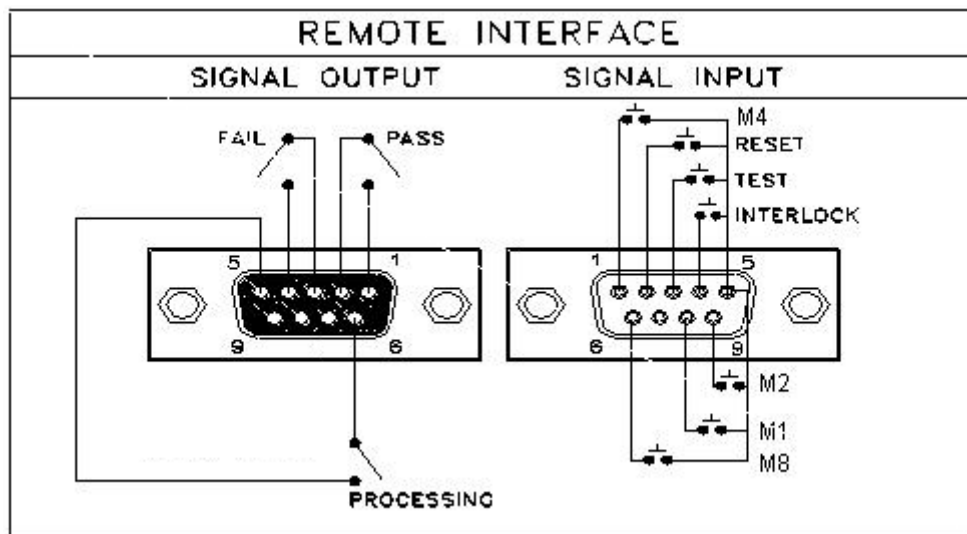 REMOTE INTERFACE
SIGNAL OUTPUT
SIGNAL INPUT
FAIL
PASS
M4
RESET
TEST
INTERLOCK
5
1
9
6
1
5
6
9
M2
M1
M8
PROCESSING